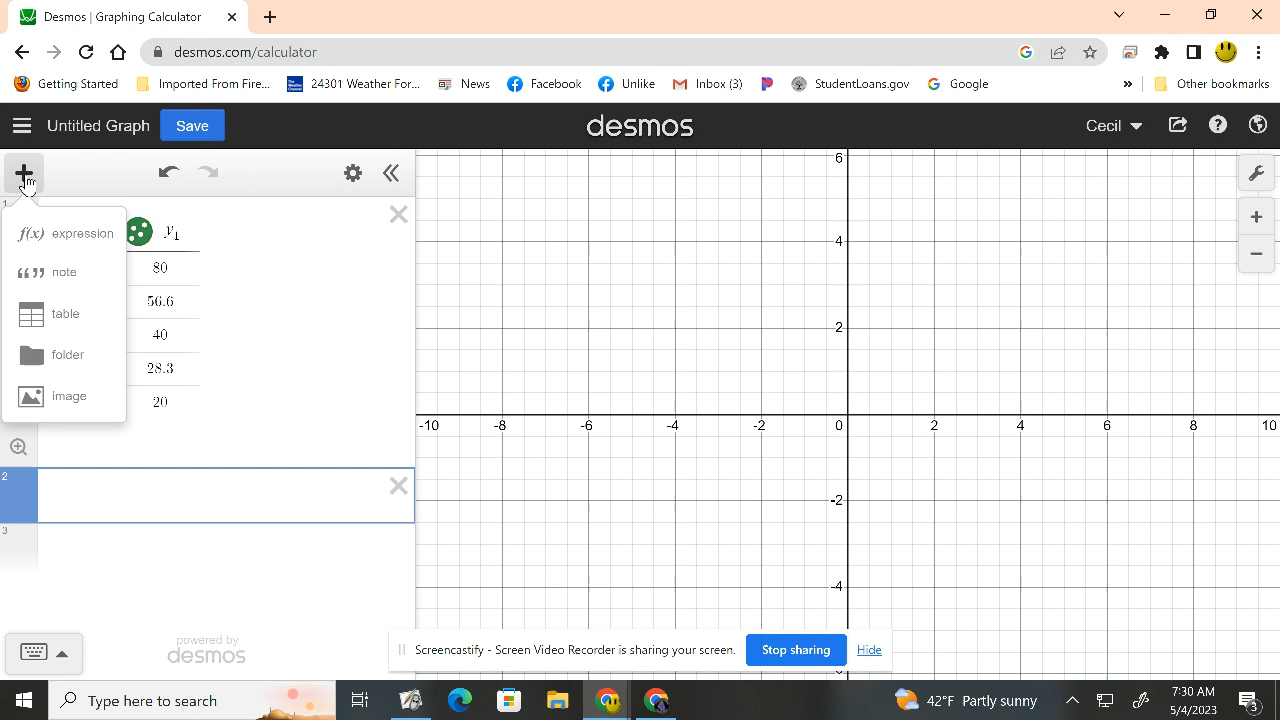 Desmos | Graphing Calculator
desmos.com/calculator
Getting Started
Imported From Fire...
24301 Weather For...
News
Facebook
Unlike
Inbox (3)
StudentLoans.gov
Google
»
Other bookmarks
Untitled Graph
Save
desmos
Cecil
1
f(x) expression
note
table
folder
image
y₁
80
56.6
40
28.3
20
2
3
6
4
2
-10
-8
-6
-4
-2
0
2
4
6
8
10
-2
-4
powered by
desmos
Screencastify - Screen Video Recorder is sharing your screen.
Stop sharing
Hide
Type here to search
42°F Partly sunny
7:30 AM
5/4/2023
3